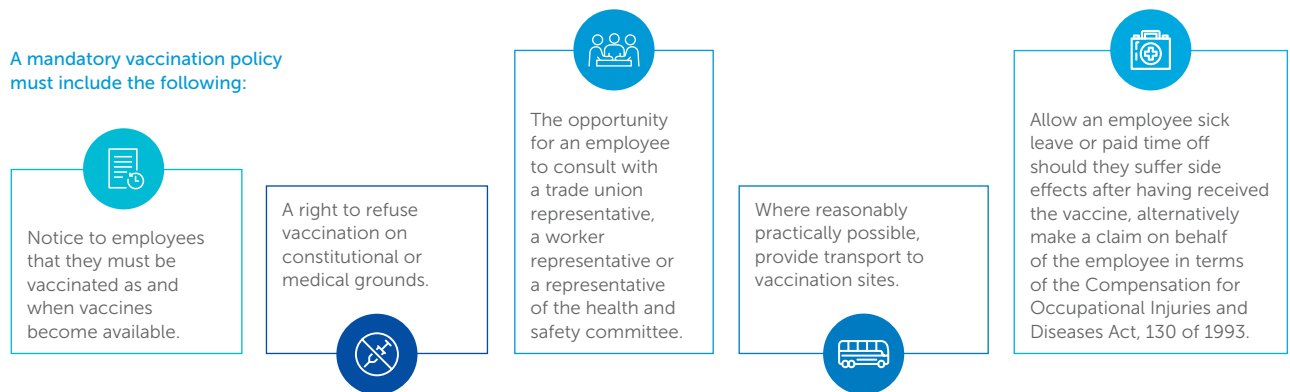 A mandatory vaccination policy
must include the following:
Notice to employees
that they must be
vaccinated as and
when vaccines
become available.
A right to refuse
vaccination on
constitutional or
medical grounds.
The opportunity
for an employee
to consult with
a trade union
representative,
a worker
representative or
a representative
of the health and
safety committee.
Where reasonably
practically possible,
provide transport to
vaccination sites.
Allow an employee sick
leave or paid time off
should they suffer side
effects after having received
the vaccine, alternatively
make a claim on behalf
of the employee in terms
of the Compensation for
Occupational Injuries and
Diseases Act, 130 of 1993.